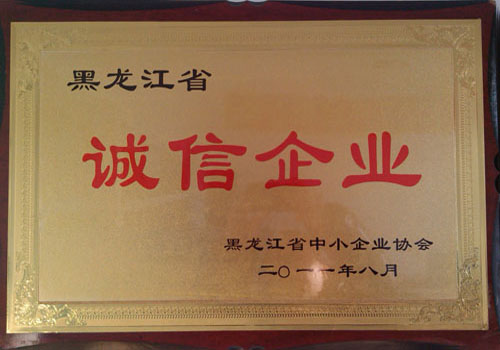 黑龙江省
诚信企业
黑龙江省中小企业协会
二〇一一年八月